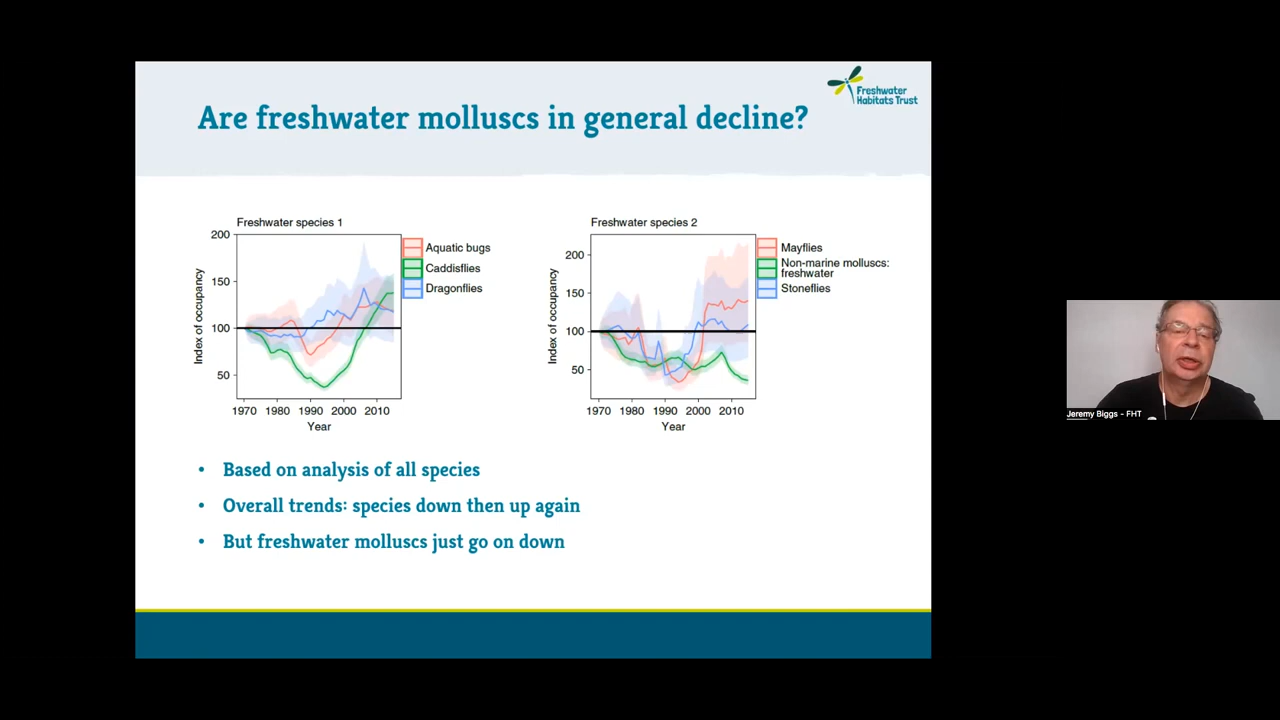 Freshwater
Habitats Trust
Are freshwater molluscs in general decline?
Freshwater species 1
200
150
100
50
Index of occupancy
1970 1980 1990 2000 2010
Year
Aquatic bugs
Caddisflies
Dragonflies
Freshwater species 2
200
150
100
50
Index of occupancy
1970 1980 1990 2000 2010
Year
Mayflies
Non-marine molluscs:
freshwater
Stoneflies
• Based on analysis of all species
• Overall trends: species down then up again
• But freshwater molluscs just go on down
Jeremy Biggs - FHT